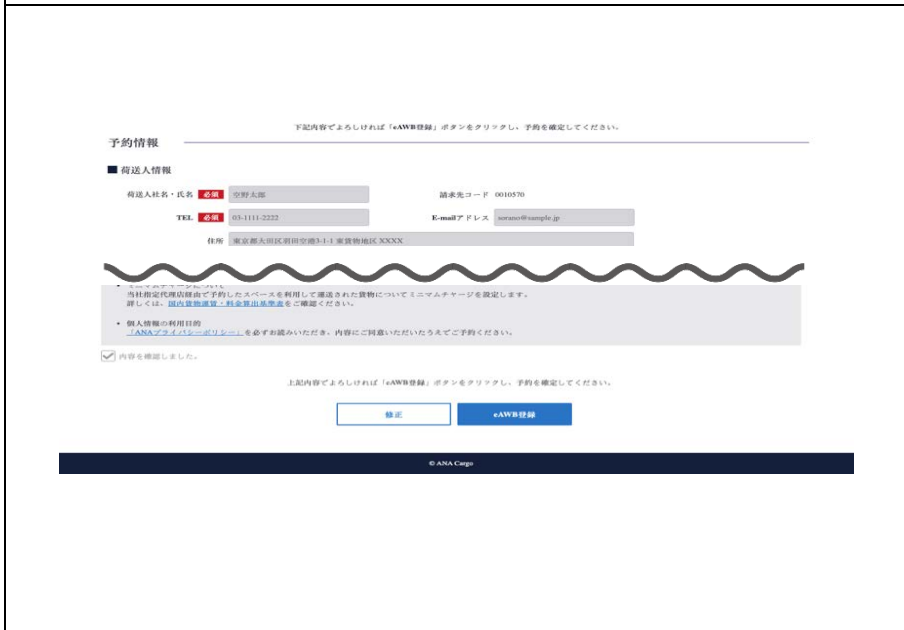 下記内容でよろしければ「eAWB登録」ボタンをクリックし、予約を確定してください。
予約情報
荷送人情報
荷送人社名・氏名 必須 空野太郎 請求先コード 0010570
TEL 必須 03-1111-2222 E-mailアドレス sorano@sample.jp
住所 東京都大田区羽田空港3-1-1 東貨物地区 XXXX
• ミニマムチャージについて
当社指定代理店経由で予約したスペースを利用して運送された貨物についてミニマムチャージを設定します。
詳しくは、国内貨物運賃・料金算出基準表をご確認ください。
• 個人情報の利用目的
「ANAプライバシーポリシー」を必ずお読みいただき、内容にご同意いただいたうえでご予約ください。
内容を確認しました。
上記内容でよろしければ「eAWB登録」ボタンをクリックし、予約を確定してください。
修正 eAWB登録
© ANA Cargo